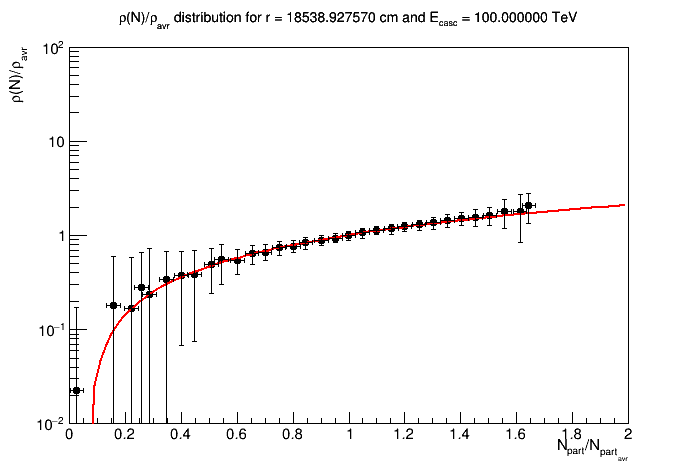 ρ(N)/ρavr distribution for r = 18538.927570 cm and Ecasc = 100.000000 TeV
ρ(N)/ρavr
10²
10
1
10⁻¹
10⁻²
0 0.2 0.4 0.6 0.8 1 1.2 1.4 1.6 1.8 2
Npart/Npartavr